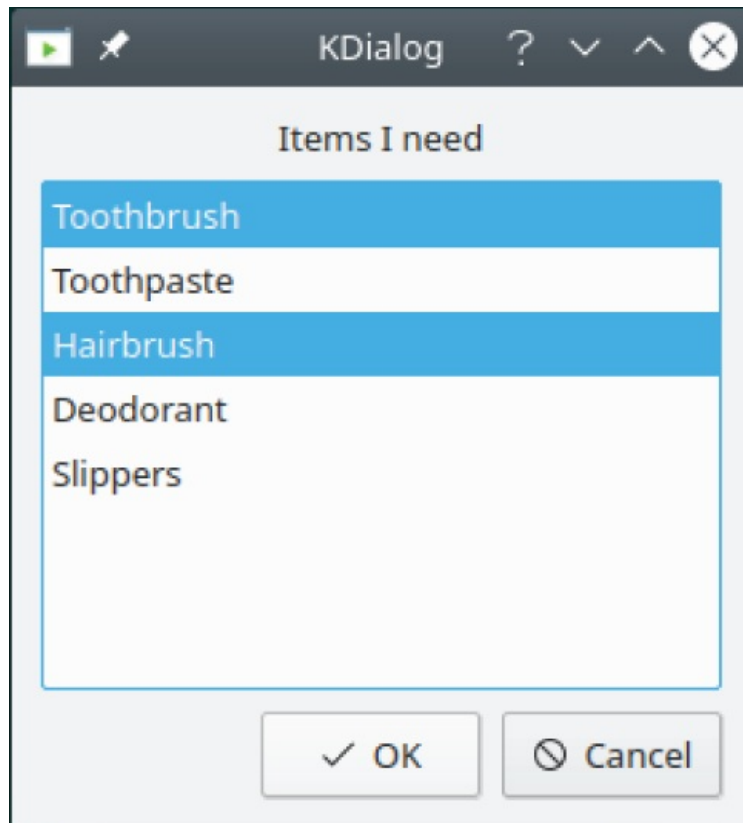 KDialog
Items I need
Toothbrush
Toothpaste
Hairbrush
Deodorant
Slippers
OK
Cancel